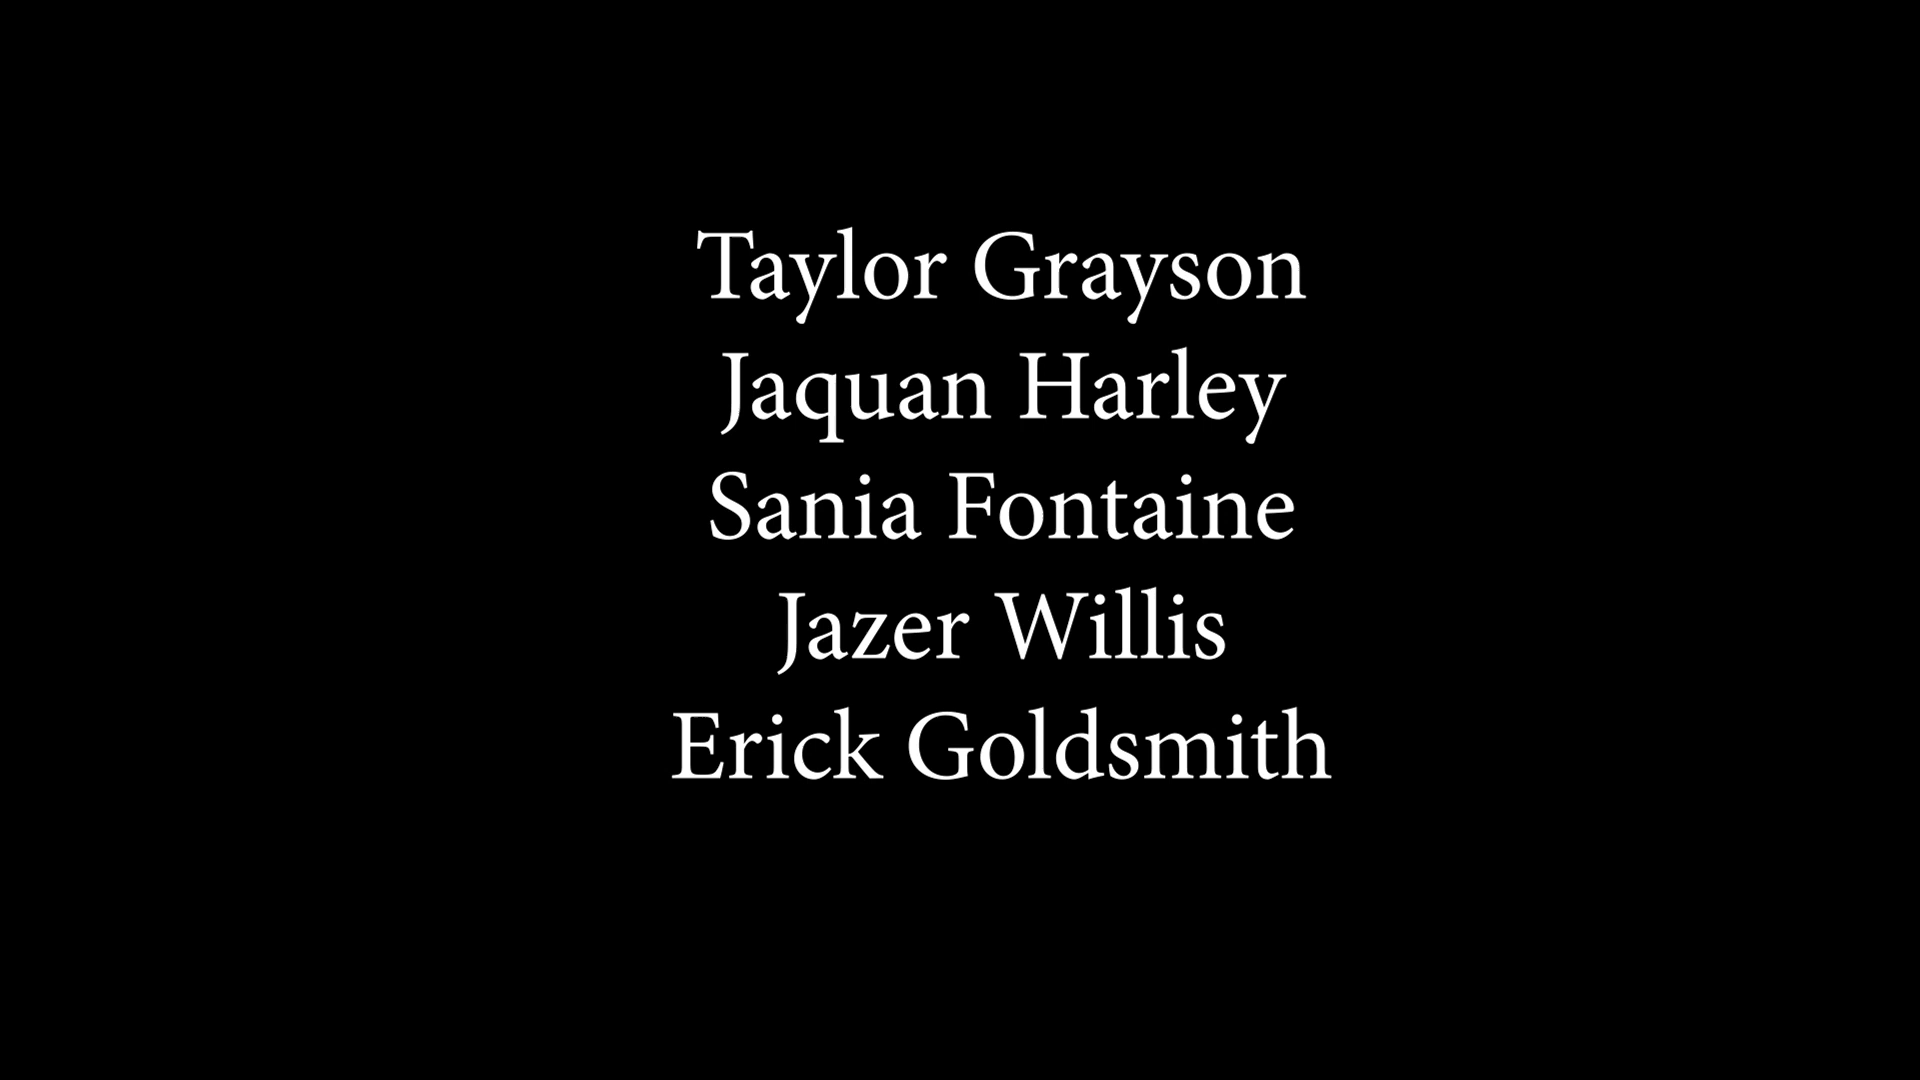 Taylor Grayson
Jaquan Harley
Sania Fontaine
Jazer Willis
Erick Goldsmith